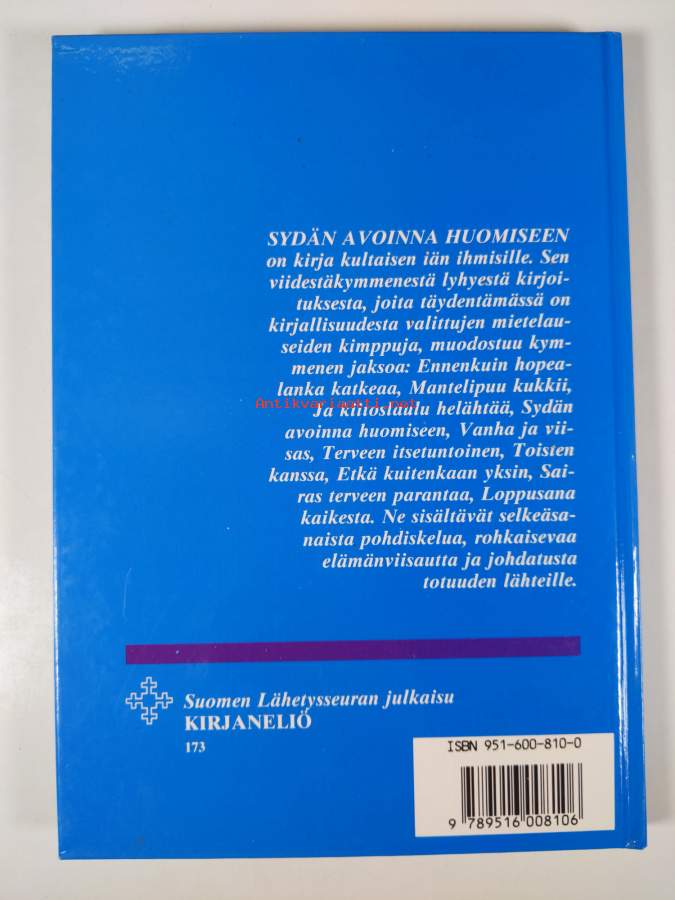 SYDÄN AVOINNA HUOMISEEN
on kirja kultaisen iän ihmisille. Sen
viidestäkymmenestä lyhyestä kirjoi-
tuksesta, joita täydentämässä on
kirjallisuudesta valittujen mietelau-
seiden kimppuja, muodostuu kym-
menen jaksoa: Ennenkuin hopea-
lanka katkeaa, Mantelipuu kukkii,
Antikvariaatti.net
Ja kiitoslaulu helähtää, Sydän
avoinna huomiseen, Vanha ja vii-
sas, Terveen itsetuntoinen, Toisten
kanssa, Etkä kuitenkaan yksin, Sai-
ras terveen parantaa, Loppusana
kaikesta. Ne sisältävät selkeäsa-
naista pohdiskelua, rohkaisevaa
elämänviisautta ja johdatusta
totuuden lähteille.
Suomen Lähetysseuran julkaisu
KIRJANELIÖ
173
ISBN 951-600-810-0
9 789516 008106